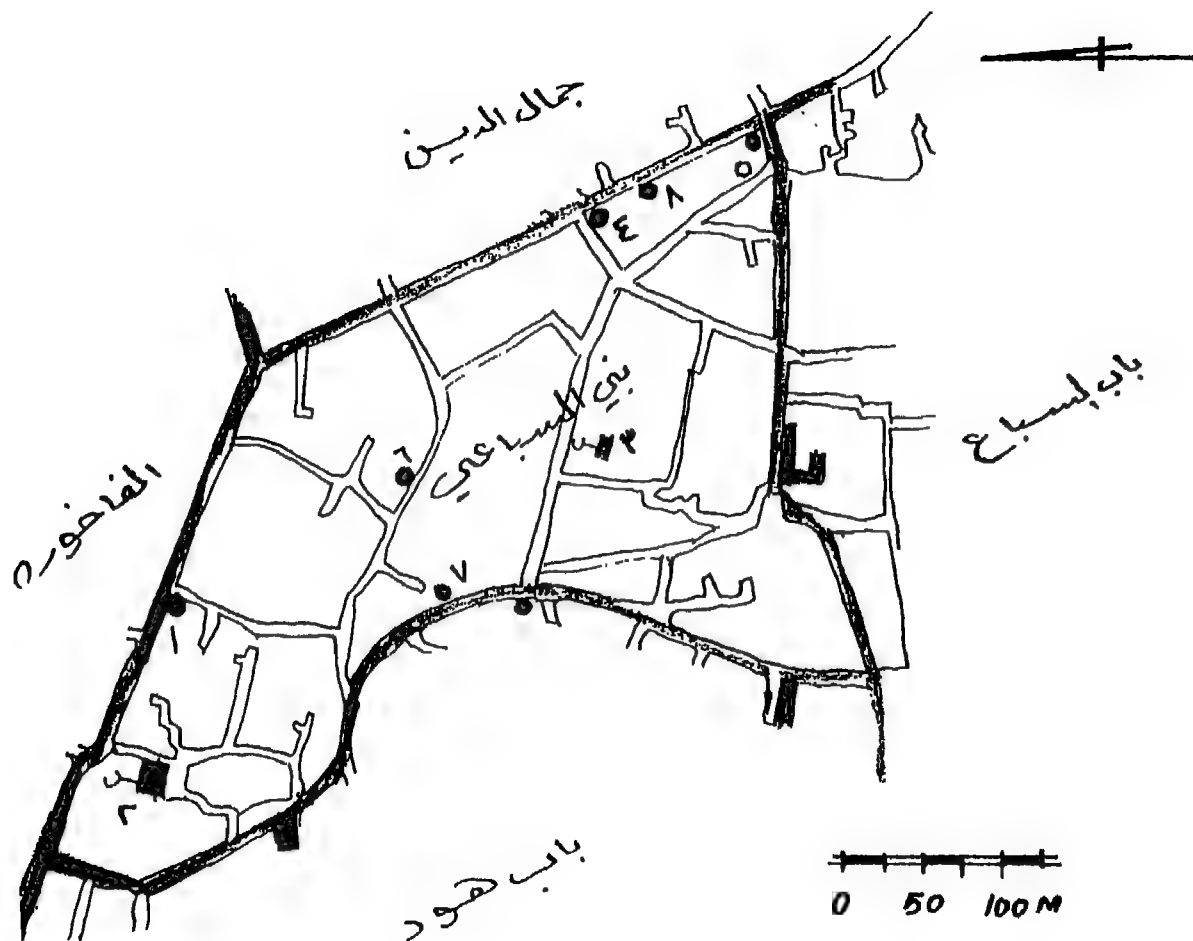 جمال الدين
٥
٨
٤
باب السباع
بني السباعي
س ٣
٦
الفاخوره
٧
١
س
٢
باب هود
0 50 100 M